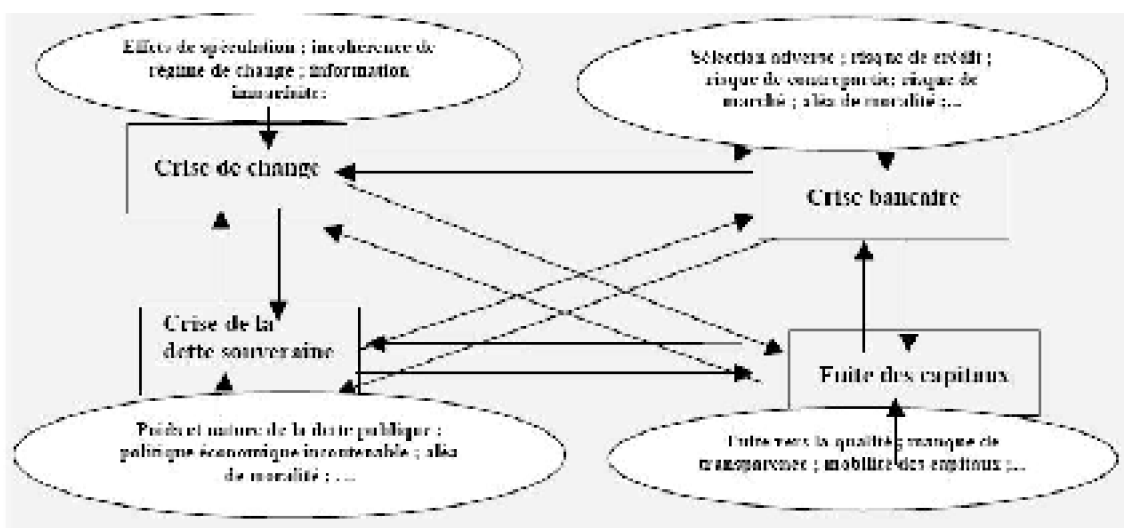 Effets de spéculation ; incohérence de
régime de change ; information
Sélection adverse ; risque de crédit ;
risque de contrepartie; risque de
marché ; aléa de moralité ;...
Crise de change
Crise bancaire
Crise de la
dette souveraine
Fuite des capitaux
Poids et nature de la dette publique ;
politique économique ; aléa
de moralité ; ...
Fuite vers la qualité; manque de
transparence ; mobilité des capitaux ;...